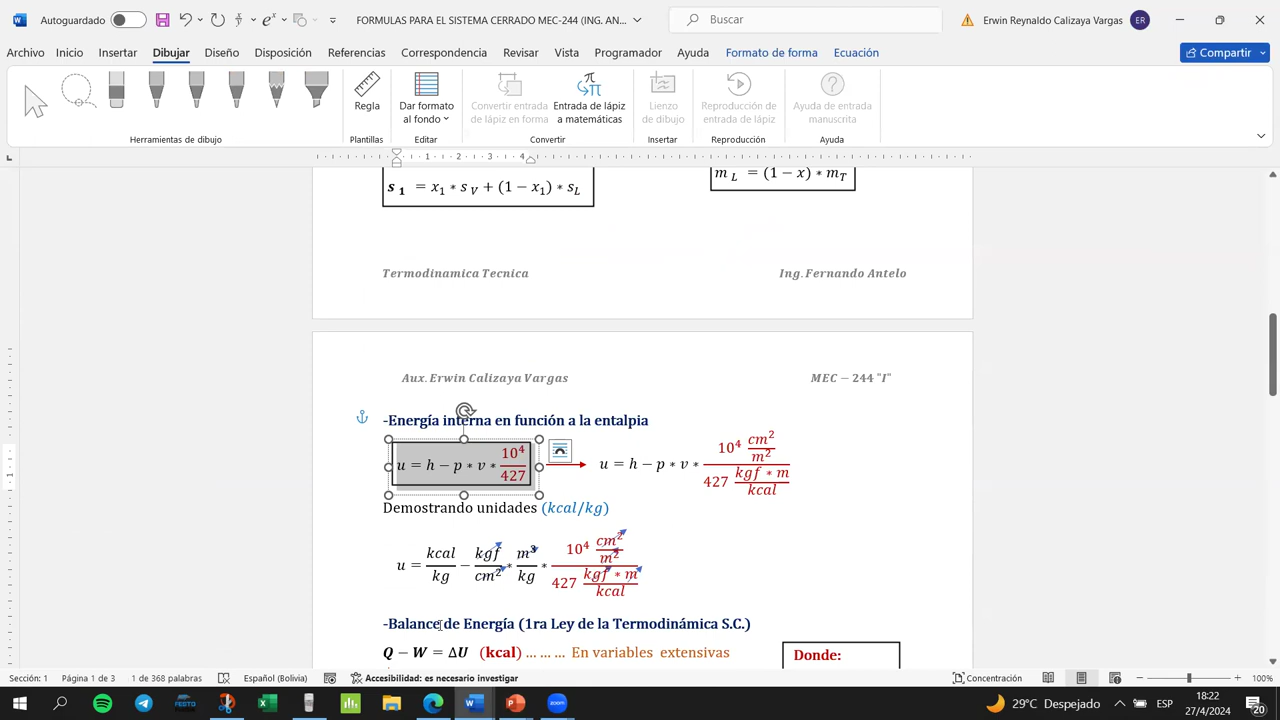 Autoguardado
FORMULAS PARA EL SISTEMA CERRADO MEC-244 (ING. AN...
Buscar
Erwin Reynaldo Calizaya Vargas
ER
Archivo Inicio Insertar Dibujar Diseño Disposición Referencias Correspondencia Revisar Vista Programador Ayuda Formato de forma Ecuación
Compartir
Regla
Dar formato al fondo
Convertir entrada de lápiz en forma
Entrada de lápiz a matemáticas
Lienzo de dibujo
Reproducción de entrada de lápiz
Ayuda de entrada manuscrita
Herramientas de dibujo Plantillas Editar Convertir Insertar Reproducción Ayuda
s 1 = x₁ * s V + (1 − x₁) * s L
m L = (1 − x) * m T
Termodinamica Tecnica Ing. Fernando Antelo
Aux. Erwin Calizaya Vargas MEC − 244 "I"
-Energía interna en función a la entalpia
u = h − p * v * 10⁴/427
u = h − p * v * (10⁴ cm²/m²)/(427 kgf * m/kcal)
Demostrando unidades (kcal/kg)
u = kcal/kg − kgf/cm² * m³/kg * (10⁴ cm²/m²)/(427 kgf * m/kcal)
-Balance de Energía (1ra Ley de la Termodinámica S.C.)
Q − W = ΔU (kcal) ... ... ... En variables extensivas
Donde:
Sección: 1 Página 1 de 3 1 de 368 palabras Español (Bolivia) Accesibilidad: es necesario investigar Concentración 100%
29°C Despejado ESP 18:22
27/4/2024
20